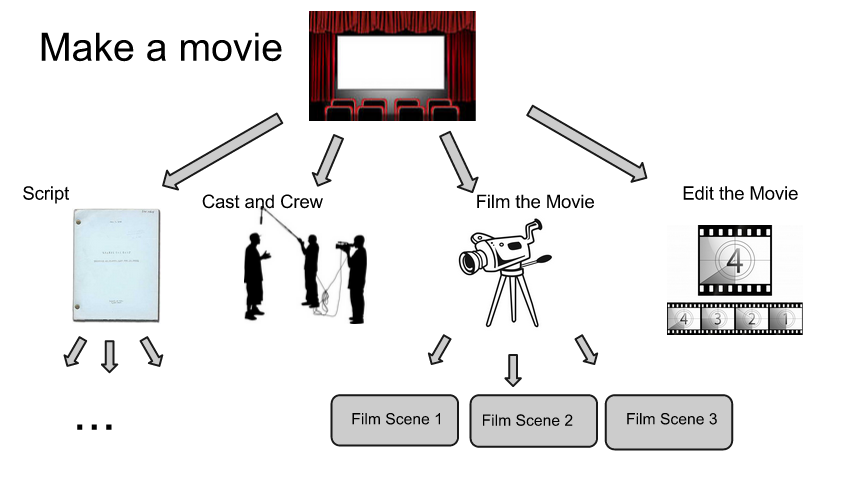 Make a movie
Script
Cast and Crew
Film the Movie
Edit the Movie
4
4 3 2 1
...
Film Scene 1
Film Scene 2
Film Scene 3